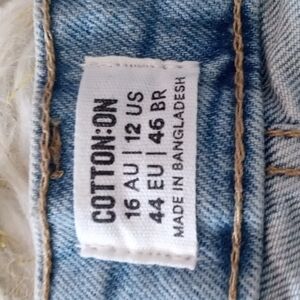 COTTON:ON
16 AU | 12 US
44 EU | 46 BR
MADE IN BANGLADESH